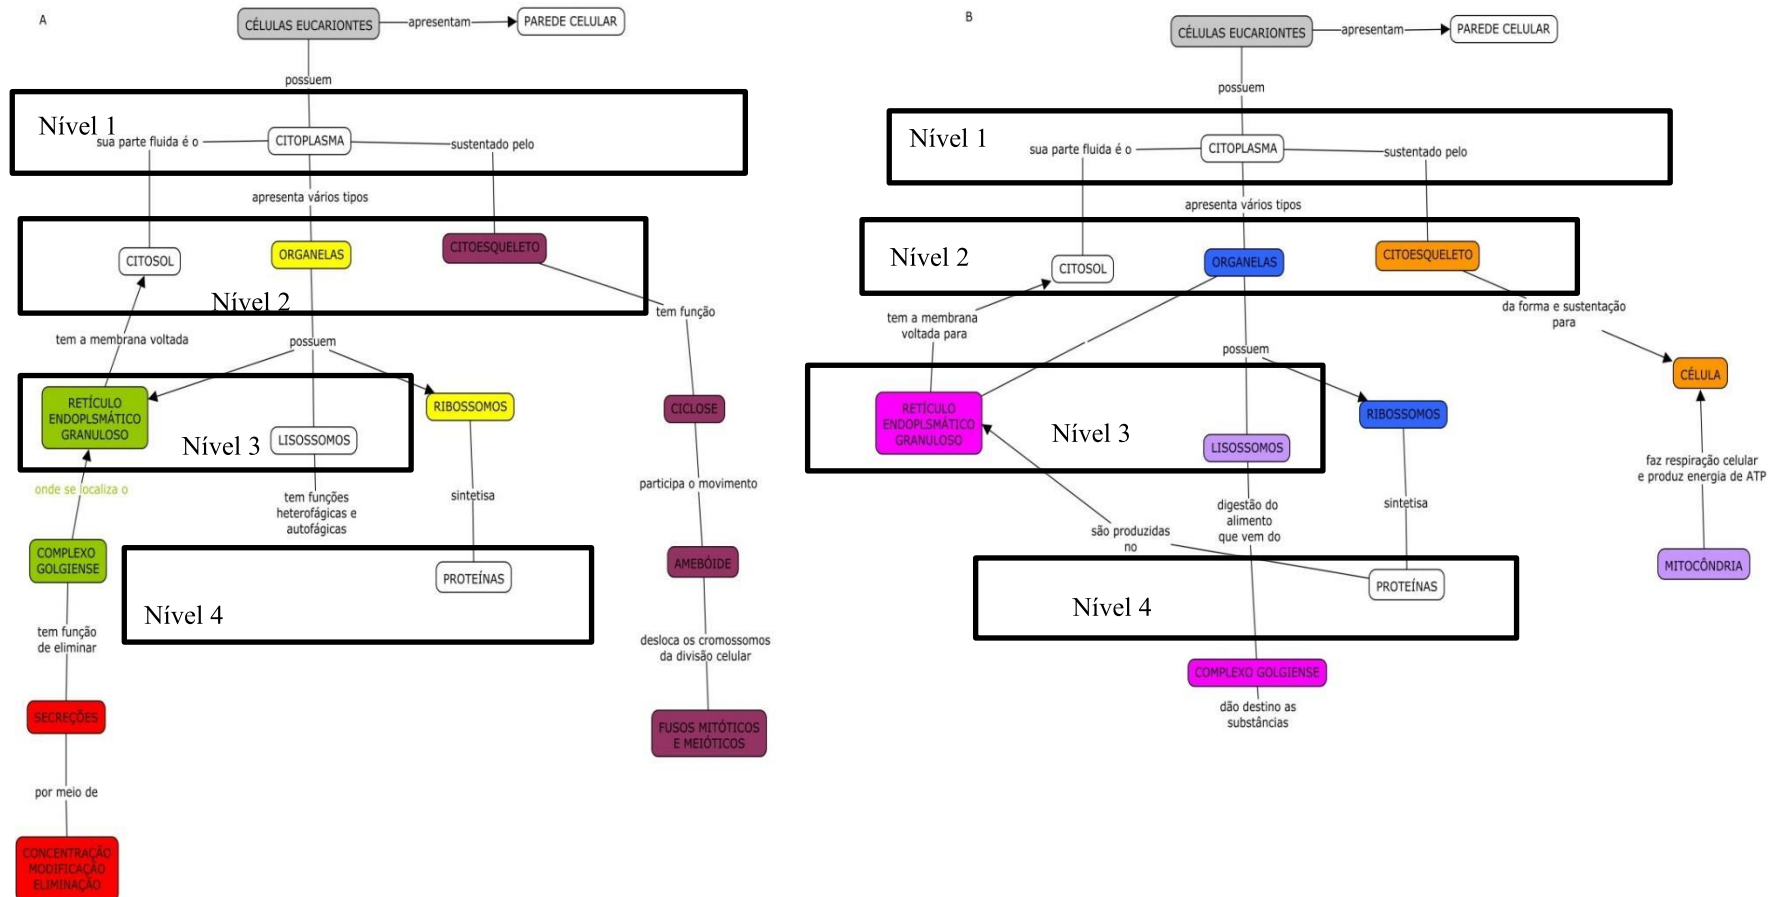 A
CÉLULAS EUCARIONTES
apresentam
PAREDE CELULAR
possuem
Nível 1
sua parte fluida é o
CITOPLASMA
sustentado pelo
apresenta vários tipos
CITOSOL
ORGANELAS
CITOESQUELETO
Nível 2
tem função
tem a membrana voltada
possuem
RETÍCULO
ENDOPLSMÁTICO
GRANULOSO
Nível 3
LISOSSOMOS
RIBOSSOMOS
CICLOSE
onde se localiza o
tem funções
heterofágicas e
autofágicas
sintetisa
participa o movimento
COMPLEXO
GOLGIENSE
PROTEÍNAS
AMEBÓIDE
Nível 4
tem função
de eliminar
desloca os cromossomos
da divisão celular
SECREÇÕES
FUSOS MITÓTICOS
E MEIÓTICOS
por meio de
CONCENTRAÇÃO
MODIFICAÇÃO
ELIMINAÇÃO
B
CÉLULAS EUCARIONTES
apresentam
PAREDE CELULAR
possuem
Nível 1
sua parte fluida é o
CITOPLASMA
sustentado pelo
apresenta vários tipos
Nível 2
CITOSOL
ORGANELAS
CITOESQUELETO
tem a membrana
voltada para
da forma e sustentação
para
possuem
CÉLULA
RETÍCULO
ENDOPLSMÁTICO
GRANULOSO
Nível 3
LISOSSOMOS
RIBOSSOMOS
faz respiração celular
e produz energia de ATP
digestão do
alimento
que vem do
sintetisa
são produzidas
no
MITOCÔNDRIA
PROTEÍNAS
Nível 4
COMPLEXO GOLGIENSE
dão destino as
substâncias